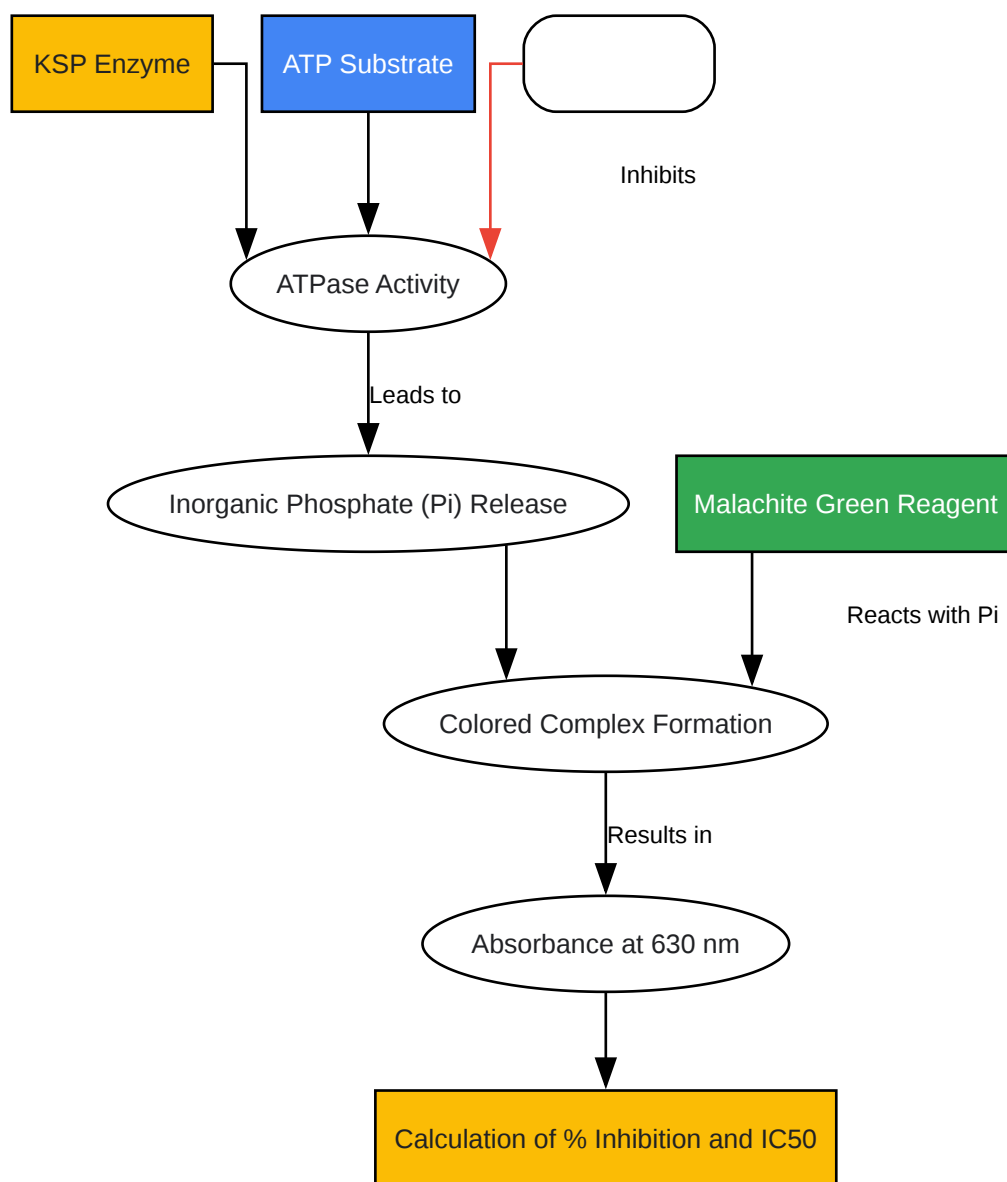 KSP Enzyme
ATP Substrate
Inhibits
ATPase Activity
Leads to
Inorganic Phosphate (Pi) Release
Malachite Green Reagent
Reacts with Pi
Colored Complex Formation
Results in
Absorbance at 630 nm
Calculation of % Inhibition and IC50